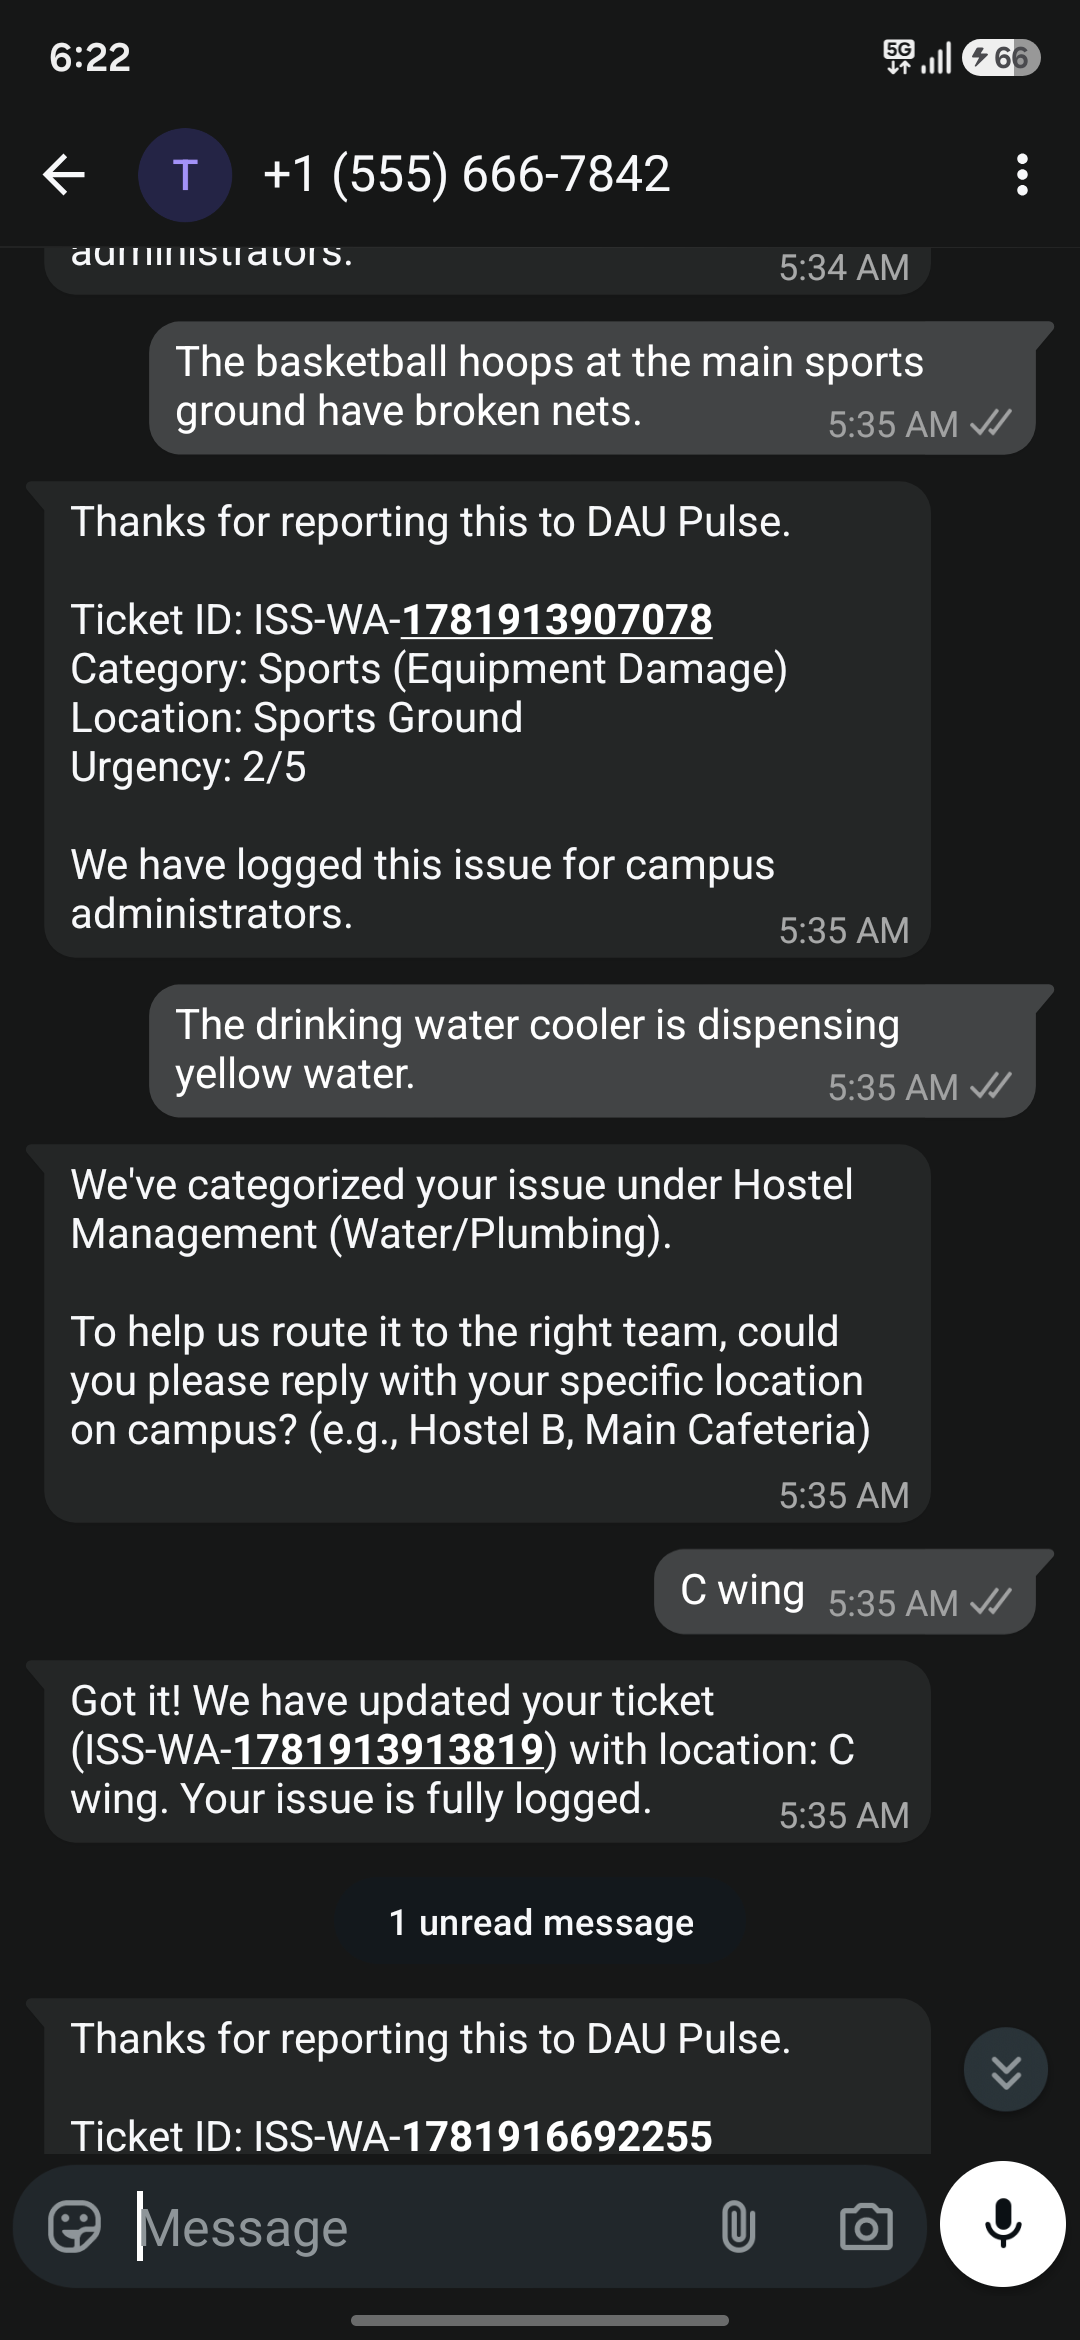 6:22
5G
66
T
+1 (555) 666-7842
administrators.
5:34 AM
The basketball hoops at the main sports
ground have broken nets.
5:35 AM
Thanks for reporting this to DAU Pulse.
Ticket ID: ISS-WA-1781913907078
Category: Sports (Equipment Damage)
Location: Sports Ground
Urgency: 2/5
We have logged this issue for campus
administrators.
5:35 AM
The drinking water cooler is dispensing
yellow water.
5:35 AM
We've categorized your issue under Hostel
Management (Water/Plumbing).
To help us route it to the right team, could
you please reply with your specific location
on campus? (e.g., Hostel B, Main Cafeteria)
5:35 AM
C wing
5:35 AM
Got it! We have updated your ticket
(ISS-WA-1781913913819) with location: C
wing. Your issue is fully logged.
5:35 AM
1 unread message
Thanks for reporting this to DAU Pulse.
Ticket ID: ISS-WA-1781916692255
Message